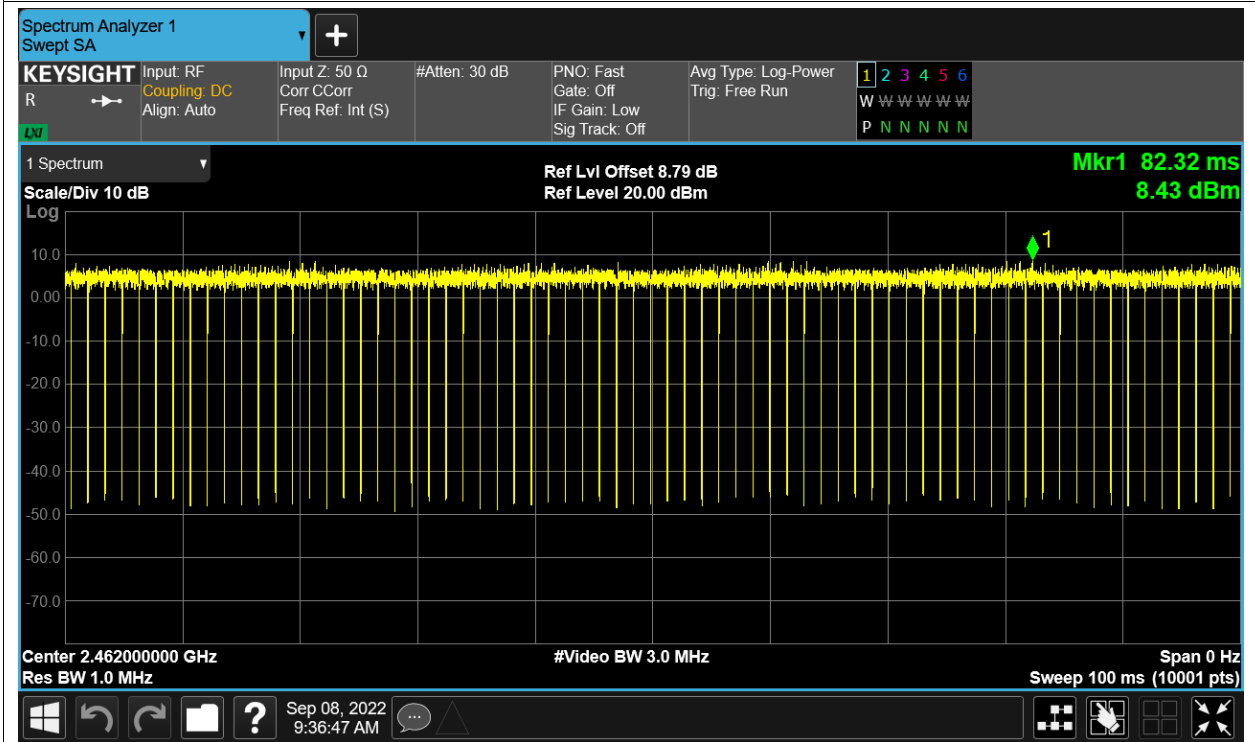 Spectrum Analyzer 1
Swept SA
KEYSIGHT
R
LXI
Input: RF
Coupling: DC
Align: Auto
Input Z: 50 Ω
Corr CCorr
Freq Ref: Int (S)
#Atten: 30 dB
PNO: Fast
Gate: Off
IF Gain: Low
Sig Track: Off
Avg Type: Log-Power
Trig: Free Run
1 2 3 4 5 6
W W W W W W
P N N N N N
1 Spectrum
Scale/Div 10 dB
Ref Lvl Offset 8.79 dB
Ref Level 20.00 dBm
Mkr1 82.32 ms
8.43 dBm
Log
1
10.0
0.00
-10.0
-20.0
-30.0
-40.0
-50.0
-60.0
-70.0
Center 2.462000000 GHz
#Video BW 3.0 MHz
Span 0 Hz
Res BW 1.0 MHz
Sweep 100 ms (10001 pts)
?
Sep 08, 2022
9:36:47 AM